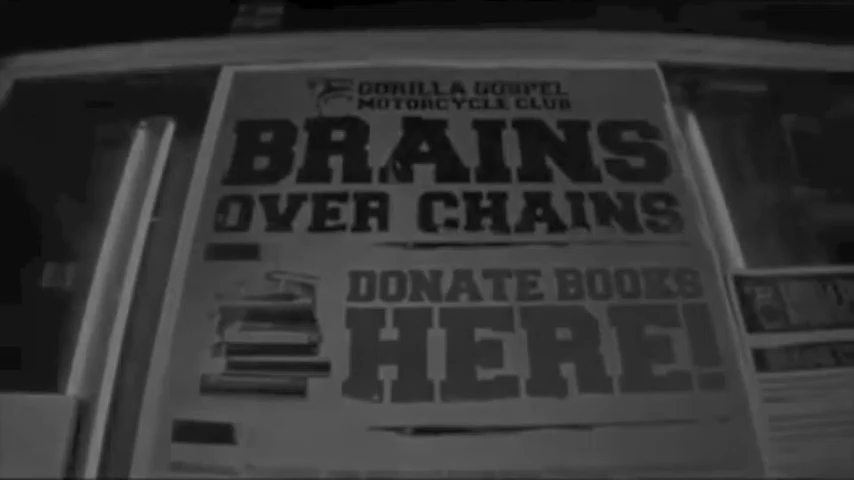 GORILLA GOSPEL
MOTORCYCLE CLUB
BRAINS
OVER CHAINS
DONATE BOOKS
HERE!